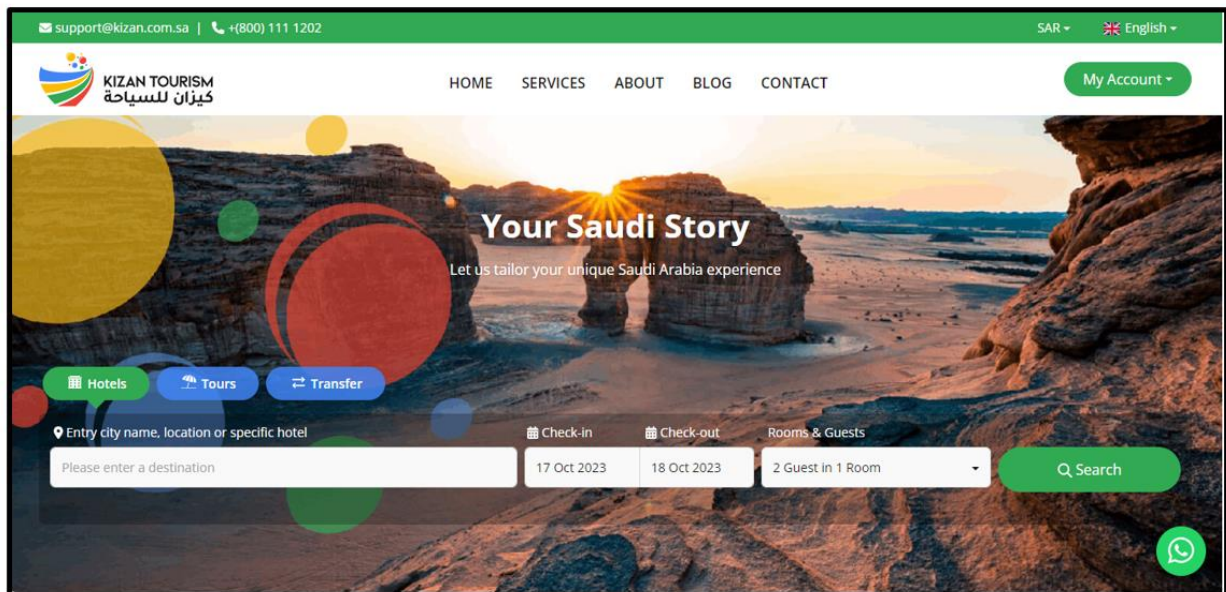 support@kizan.com.sa | +(800) 111 1202
SAR
English
KIZAN TOURISM
كيزان للسياحة
HOME SERVICES ABOUT BLOG CONTACT
My Account
Your Saudi Story
Let us tailor your unique Saudi Arabia experience
Hotels Tours Transfer
Entry city name, location or specific hotel
Check-in Check-out Rooms & Guests
Please enter a destination
17 Oct 2023 18 Oct 2023 2 Guest in 1 Room
Search